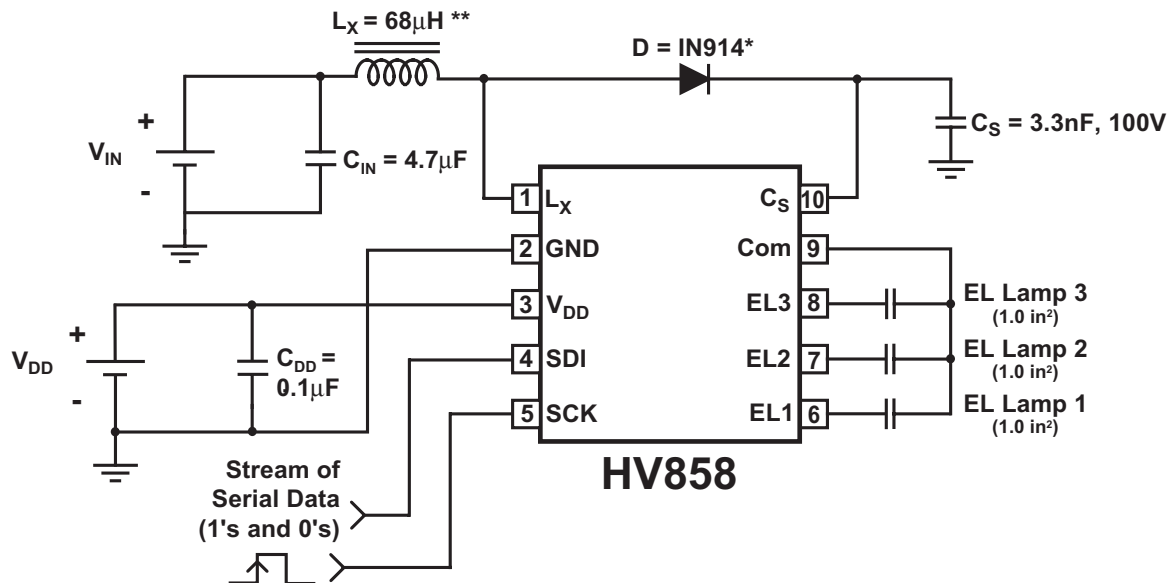 L_X = 68μH **
D = IN914*
C_S = 3.3nF, 100V
+
V_IN
-
C_IN = 4.7μF
1 L_X
C_S 10
2 GND
Com 9
3 V_DD
EL3 8
EL Lamp 3
(1.0 in²)
+
V_DD
-
C_DD =
0.1μF
4 SDI
EL2 7
EL Lamp 2
(1.0 in²)
5 SCK
EL1 6
EL Lamp 1
(1.0 in²)
HV858
Stream of
Serial Data
(1's and 0's)